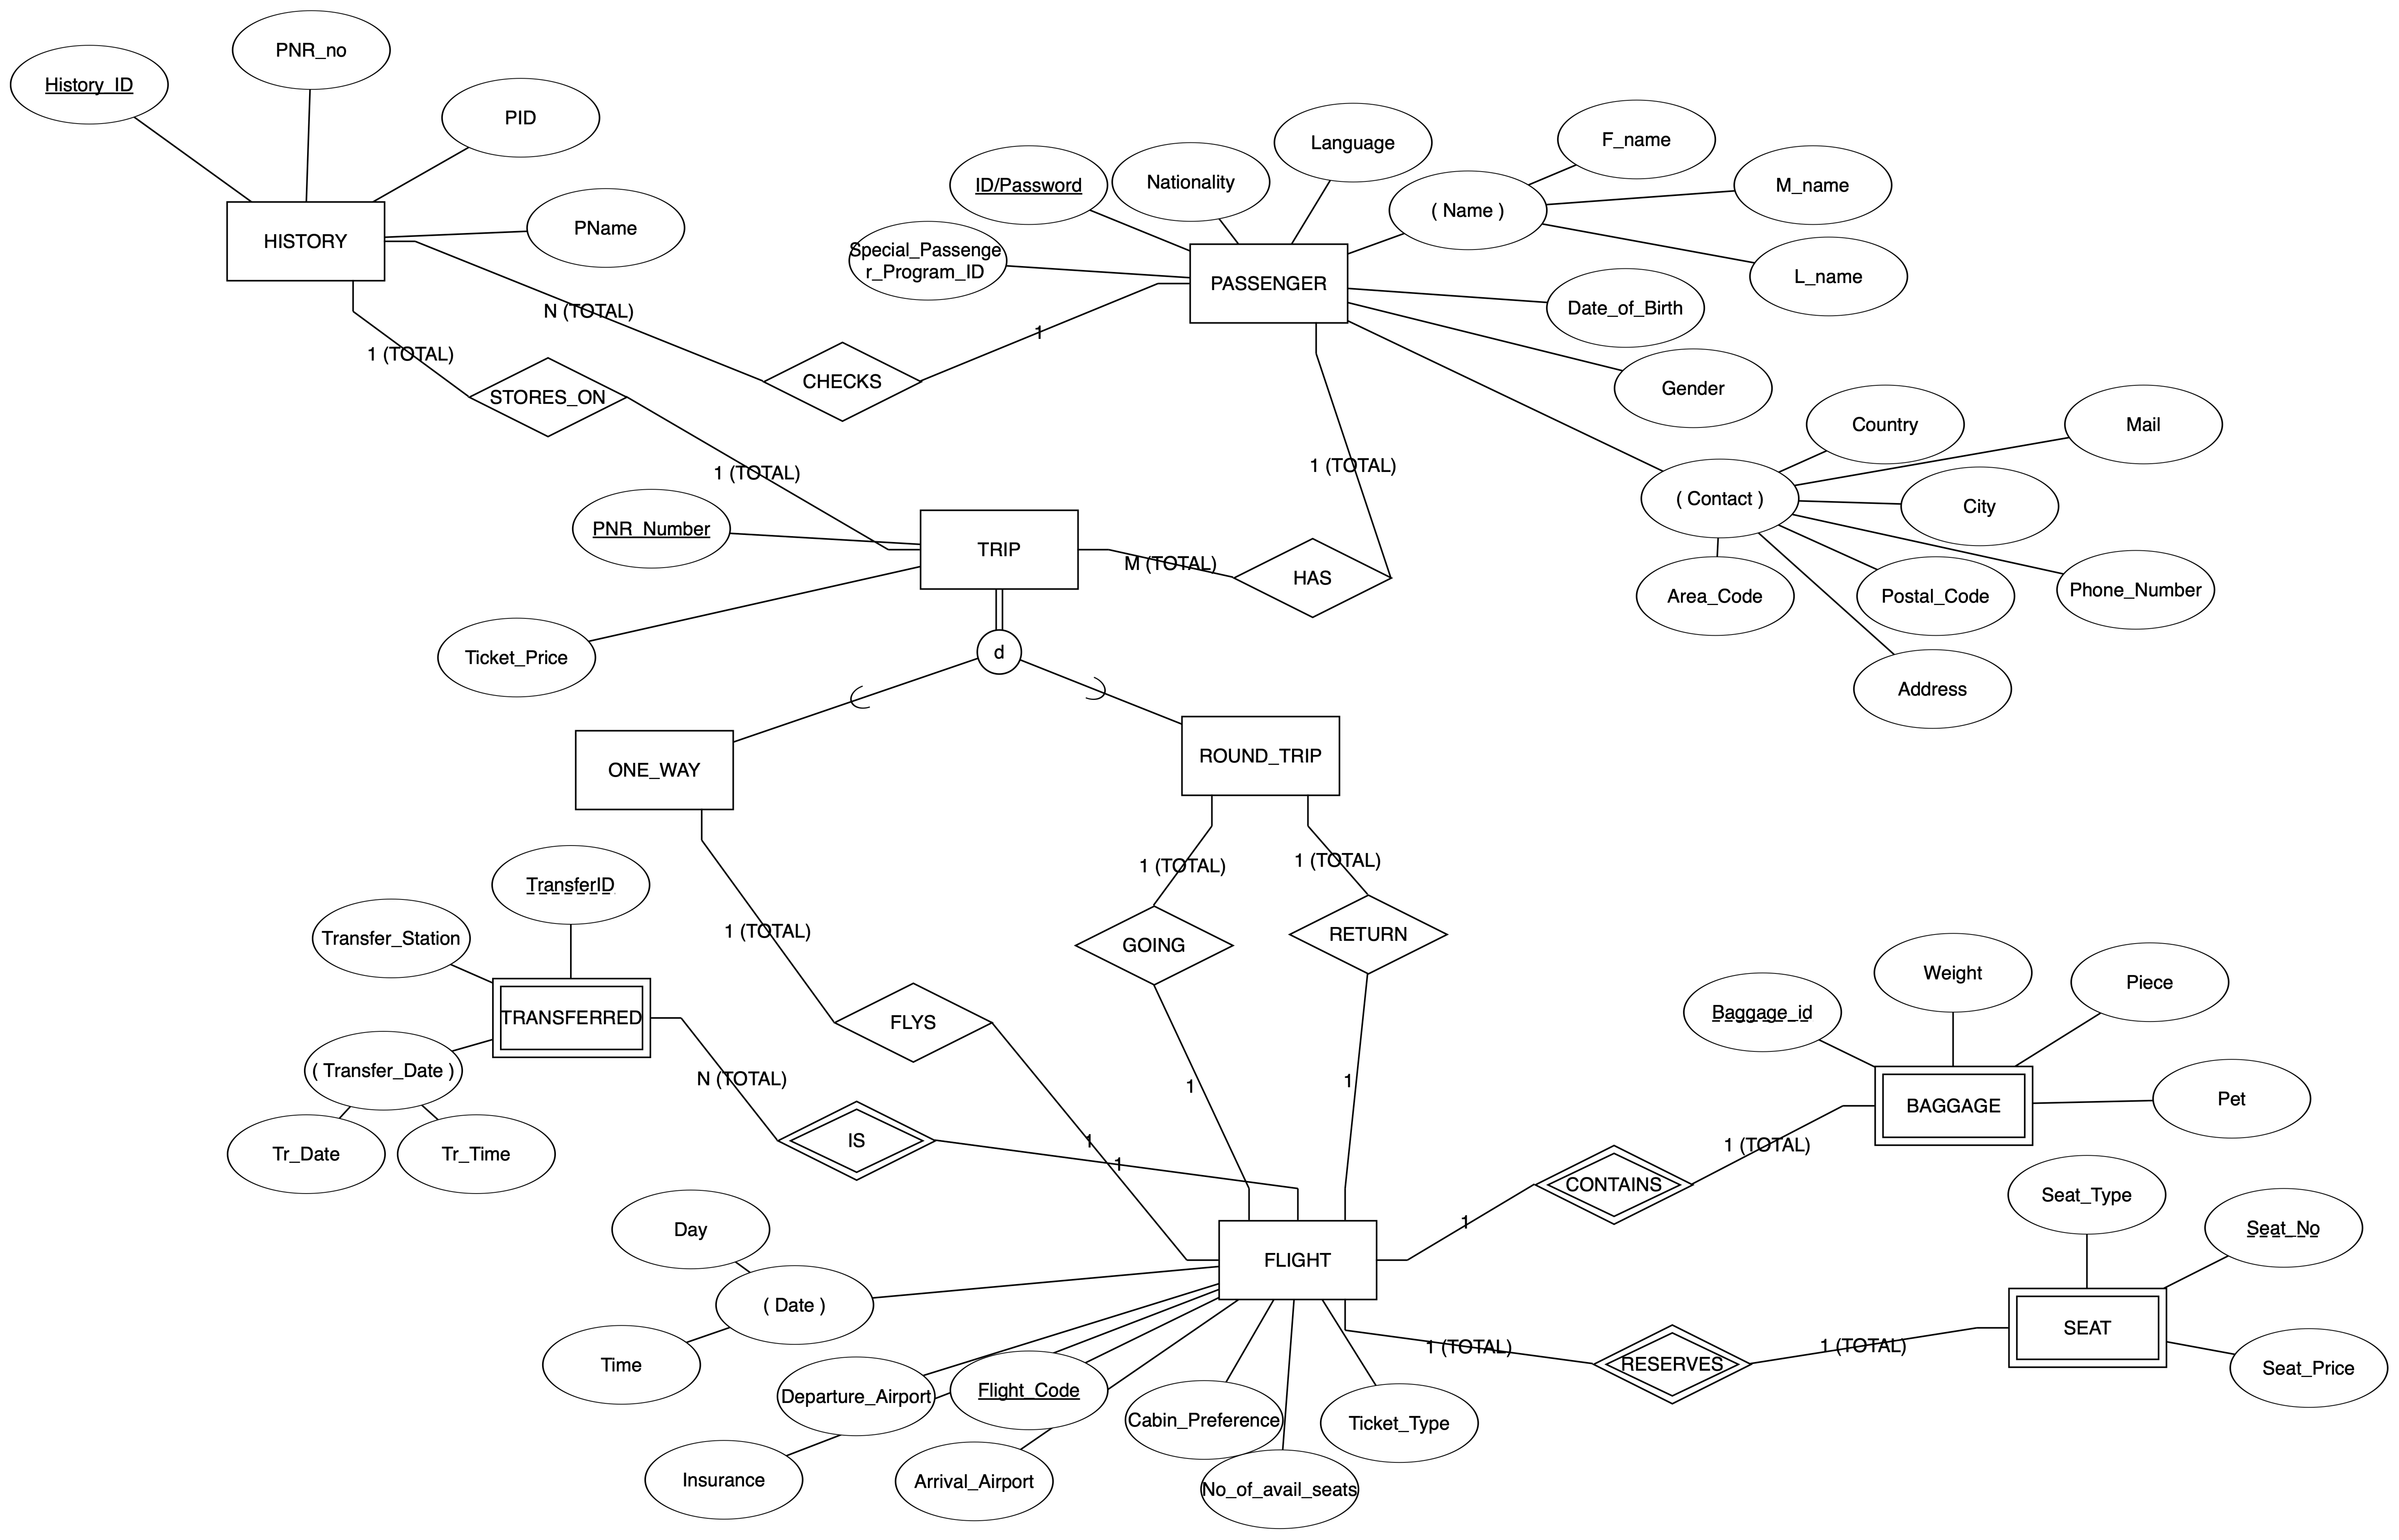 PNR_no
History_ID
PID
PName
HISTORY
Language
F_name
ID/Password
Nationality
M_name
( Name )
Special_Passenge
r_Program_ID
L_name
PASSENGER
Date_of_Birth
N (TOTAL)
1
1 (TOTAL)
CHECKS
Gender
STORES_ON
Country
Mail
1 (TOTAL)
1 (TOTAL)
( Contact )
City
PNR_Number
TRIP
M (TOTAL)
HAS
Area_Code
Postal_Code
Phone_Number
Ticket_Price
d
Address
ONE_WAY
ROUND_TRIP
1 (TOTAL)
1 (TOTAL)
TransferID
1 (TOTAL)
Transfer_Station
GOING
RETURN
Weight
Piece
Baggage_id
TRANSFERRED
FLYS
( Transfer_Date )
N (TOTAL)
1
1
BAGGAGE
Pet
Tr_Date
Tr_Time
IS
1
1
1 (TOTAL)
CONTAINS
Seat_Type
Day
1
Seat_No
FLIGHT
( Date )
SEAT
Time
1 (TOTAL)
RESERVES
1 (TOTAL)
Seat_Price
Departure_Airport
Flight_Code
Cabin_Preference
Ticket_Type
Insurance
Arrival_Airport
No_of_avail_seats